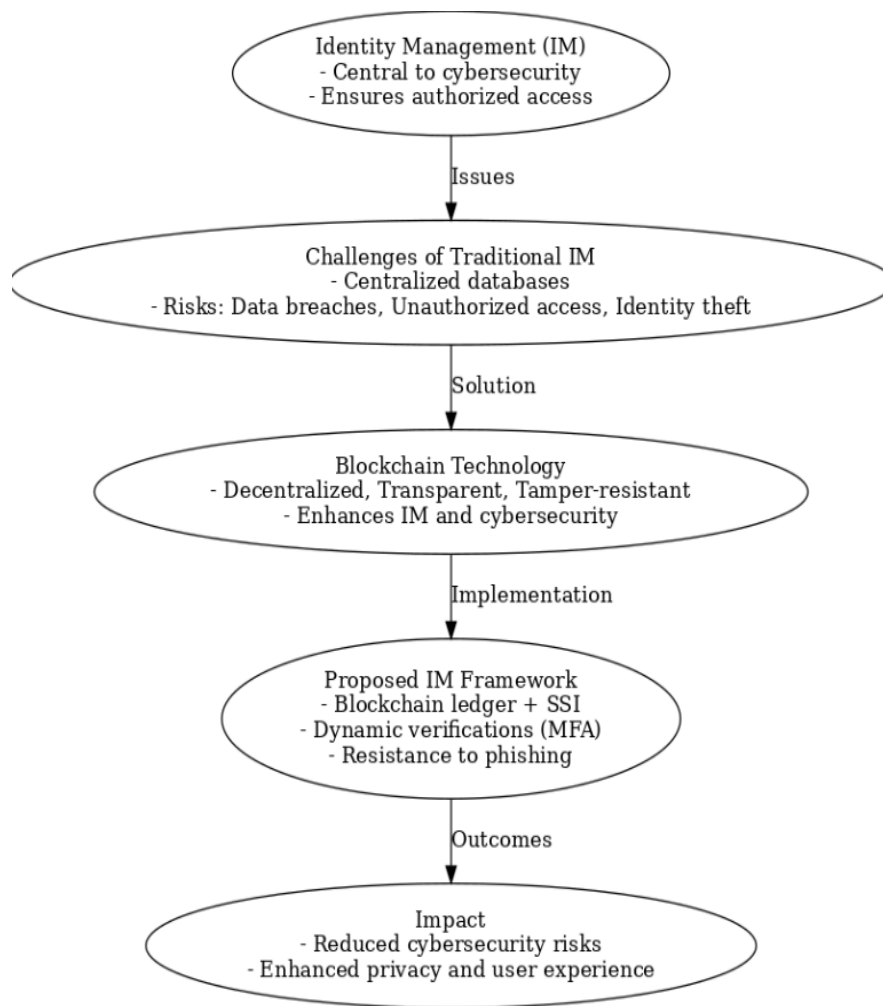 Identity Management (IM)
- Central to cybersecurity
- Ensures authorized access
Issues
Challenges of Traditional IM
- Centralized databases
- Risks: Data breaches, Unauthorized access, Identity theft
Solution
Blockchain Technology
- Decentralized, Transparent, Tamper-resistant
- Enhances IM and cybersecurity
Implementation
Proposed IM Framework
- Blockchain ledger + SSI
- Dynamic verifications (MFA)
- Resistance to phishing
Outcomes
Impact
- Reduced cybersecurity risks
- Enhanced privacy and user experience